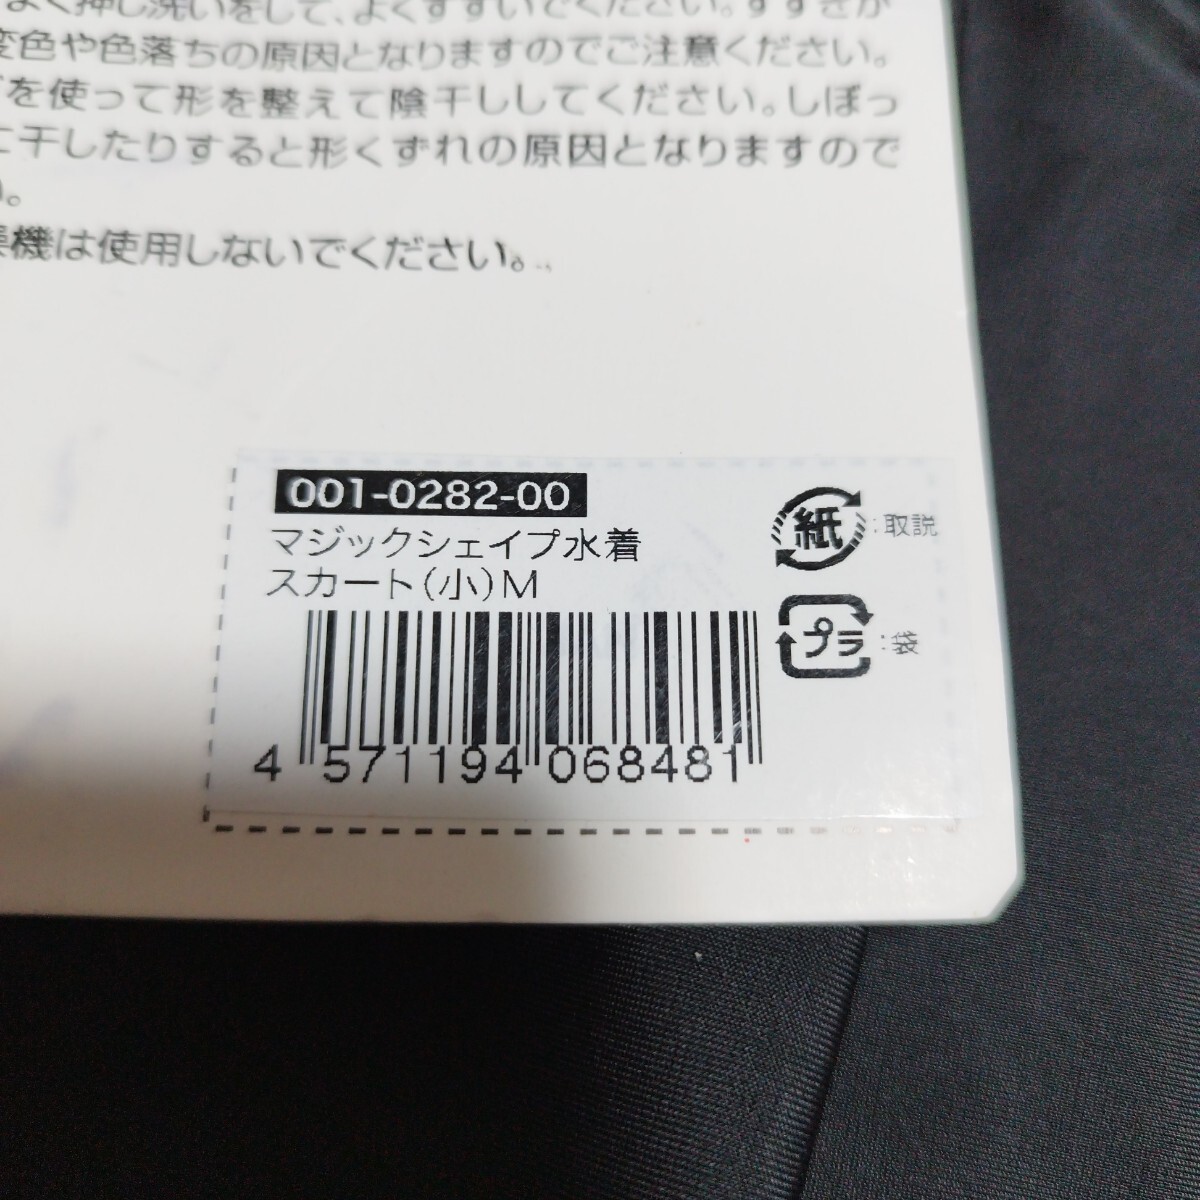 よく押し洗いをして、よくすすいでください。すすぎが
変色や色落ちの原因となりますのでご注意ください。
を使って形を整えて陰干ししてください。しぼっ
に干したりすると形くずれの原因となりますので
い。
燥機は使用しないでください。
001-0282-00
マジックシェイプ水着
スカート(小)M
紙:取説
プラ:袋
4 571194 068481